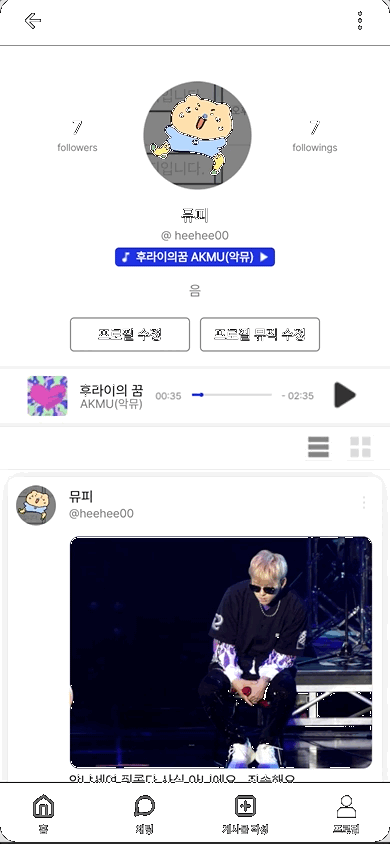 7
followers
7
followings
뮤피
@ heehee00
후라이의꿈 AKMU(악뮤)
음
프로필 수정
프로필 뮤직 수정
후라이의 꿈
AKMU(악뮤)
00:35
- 02:35
뮤피
@heehee00
홈
채팅
게시글 작성
프로필